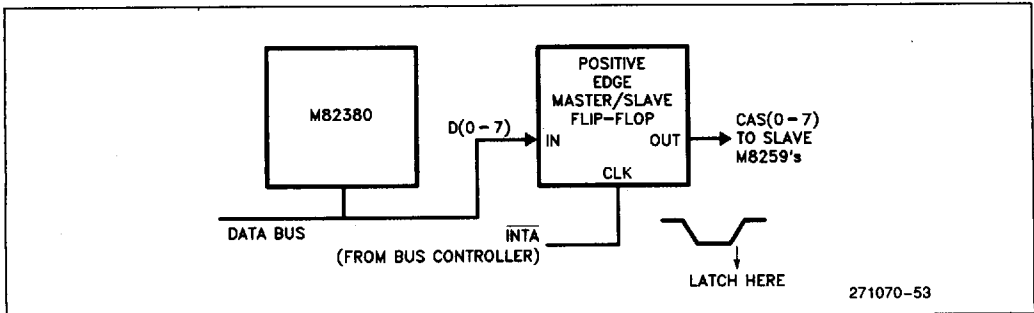 M82380
POSITIVE
EDGE
MASTER/SLAVE
FLIP-FLOP
D(0-7)
IN
OUT
CLK
CAS(0-7)
TO SLAVE
M8259's
DATA BUS
I̅N̅T̅A̅
(FROM BUS CONTROLLER)
LATCH HERE
271070-53